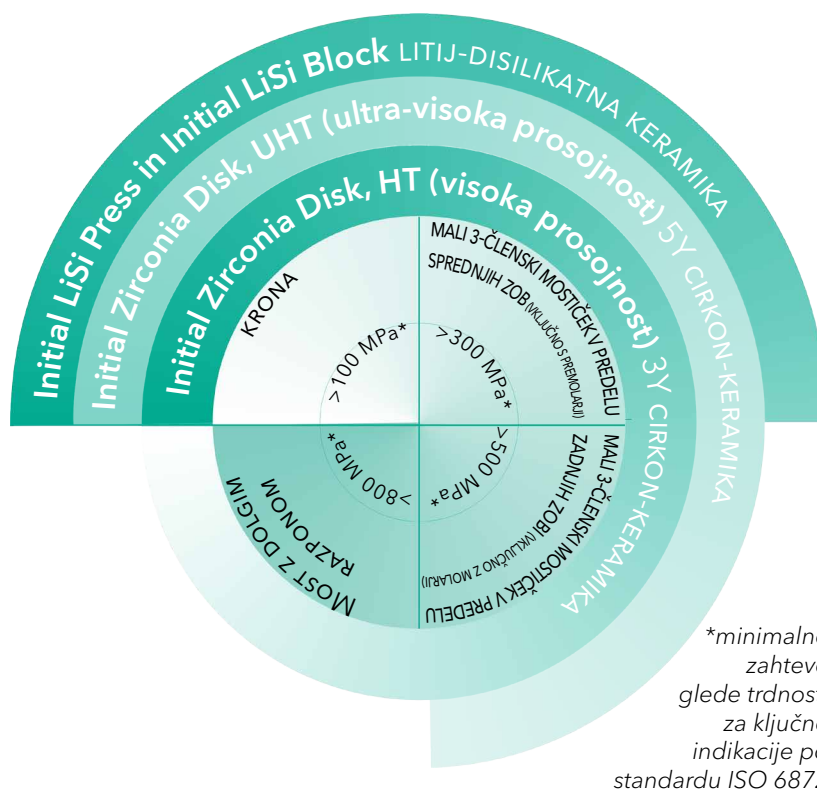 Initial LiSi Press in Initial LiSi Block LITIJ-DISILIKATNA KERAMIKA
Initial Zirconia Disk, UHT (ultra-visoka prosojnost) 5Y CIRKON-KERAMIKA
Initial Zirconia Disk, HT (visoka prosojnost) 3Y CIRKON-KERAMIKA
KRONA
>100 MPa*
MALI 3-ČLENSKI MOSTIČEK V PREDELU
SPREDNJIH ZOB (VKLJUČNO S PREMOLARJI)
>300 MPa*
MALI 3-ČLENSKI MOSTIČEK V PREDELU
ZADNJIH ZOBI (VKLJUČNO Z MOLARJI)
>500 MPa*
MOST Z DOLGIM
RAZPONOM
>800 MPa*
*minimalne
zahteve
glede trdnosti
za ključne
indikacije po
standardu ISO 6872